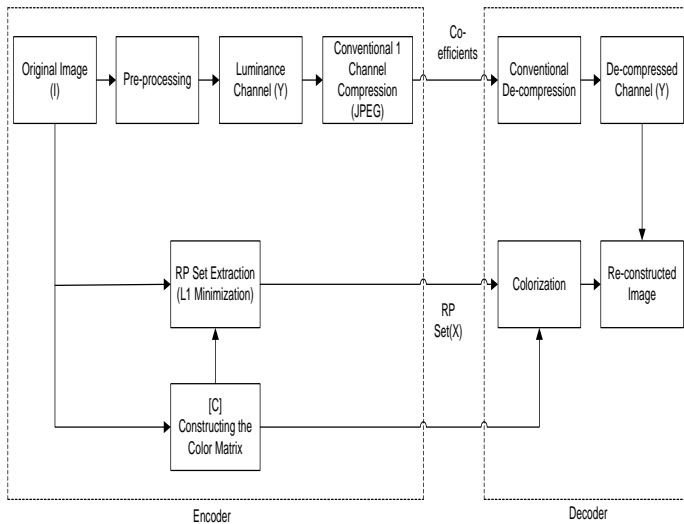 Original Image
(I)
Pre-processing
Luminance
Channel (Y)
Conventional 1
Channel
Compression
(JPEG)
Co-
efficients
Conventional
De-compression
De-compressed
Channel (Y)
RP Set Extraction
(L1 Minimization)
RP
Set(X)
Colorization
Re-constructed
Image
[C]
Constructing the
Color Matrix
Encoder
Decoder